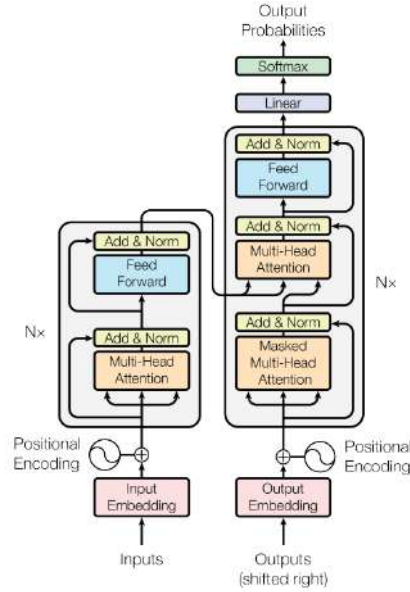 Output
Probabilities
Softmax
Linear
Add & Norm
Feed
Forward
Add & Norm
Multi-Head
Attention
Add & Norm
Masked
Multi-Head
Attention
N×
Positional
Encoding
Output
Embedding
Outputs
(shifted right)
Add & Norm
Feed
Forward
Add & Norm
Multi-Head
Attention
N×
Positional
Encoding
Input
Embedding
Inputs